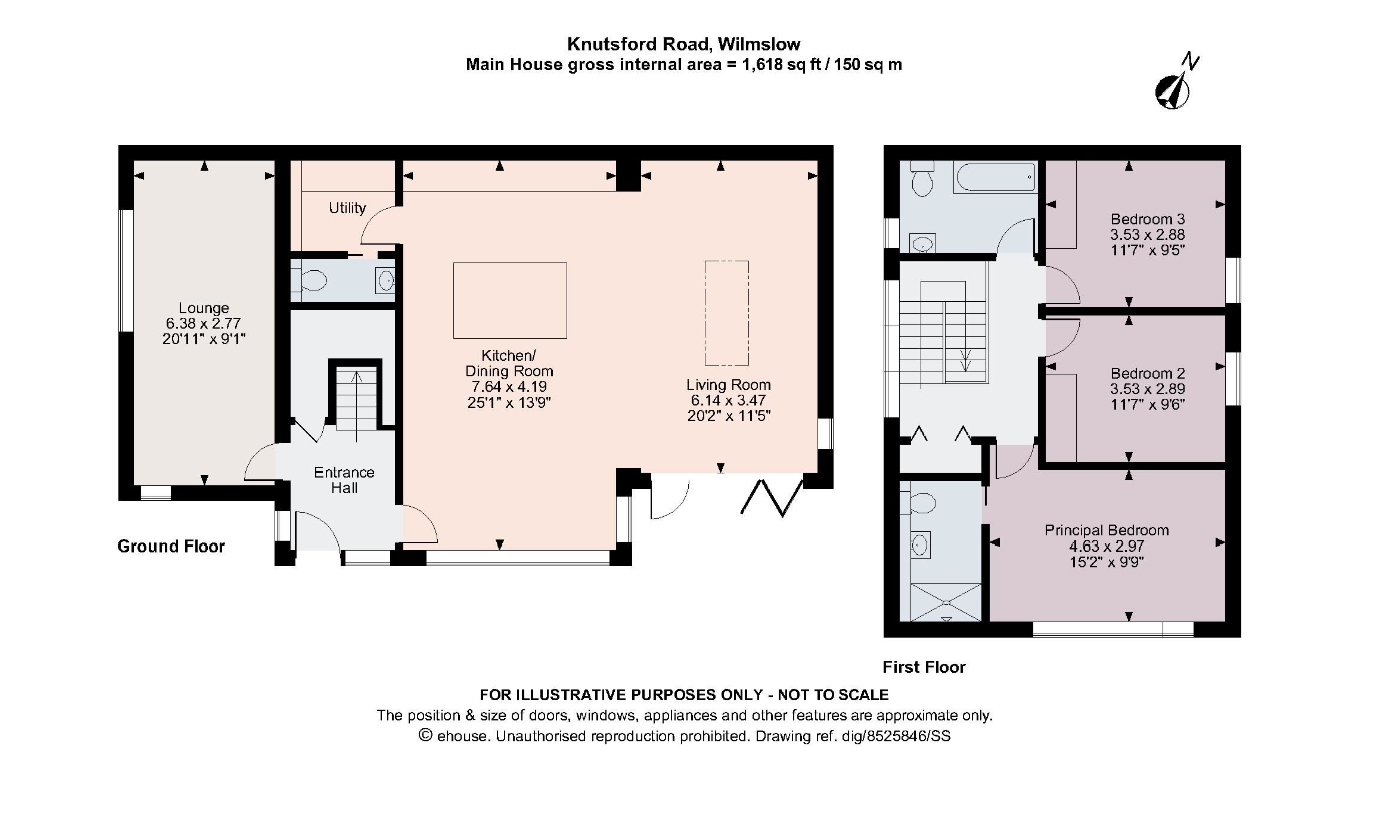 Knutsford Road, Wilmslow
Main House gross internal area = 1,618 sq ft / 150 sq m
N
Utility
Lounge
6.38 x 2.77
20'11" x 9'1"
Kitchen/
Dining Room
7.64 x 4.19
25'1" x 13'9"
Living Room
6.14 x 3.47
20'2" x 11'5"
Entrance
Hall
Ground Floor
Bedroom 3
3.53 x 2.88
11'7" x 9'5"
Bedroom 2
3.53 x 2.89
11'7" x 9'6"
Principal Bedroom
4.63 x 2.97
15'2" x 9'9"
First Floor
FOR ILLUSTRATIVE PURPOSES ONLY - NOT TO SCALE
The position & size of doors, windows, appliances and other features are approximate only.
© ehouse. Unauthorised reproduction prohibited. Drawing ref. dig/8525846/SS